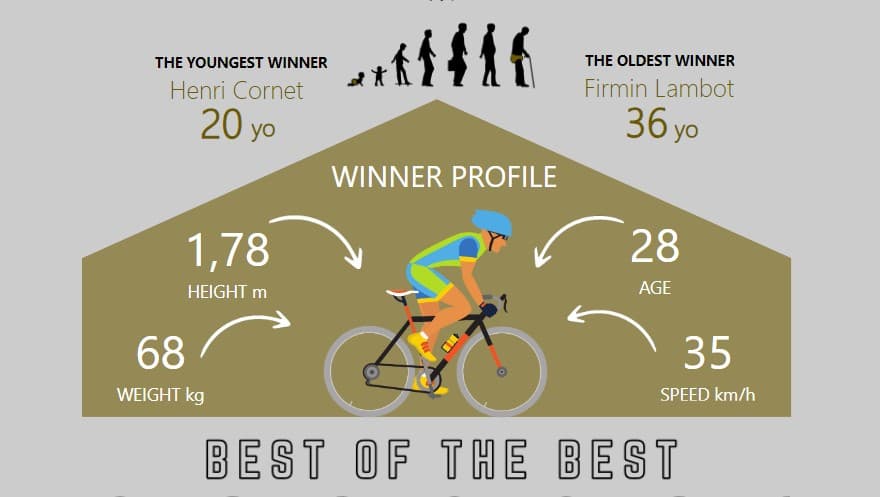 THE YOUNGEST WINNER
Henri Cornet
20 yo
THE OLDEST WINNER
Firmin Lambot
36 yo
WINNER PROFILE
1,78
HEIGHT m
28
AGE
68
WEIGHT kg
35
SPEED km/h
BEST OF THE BEST